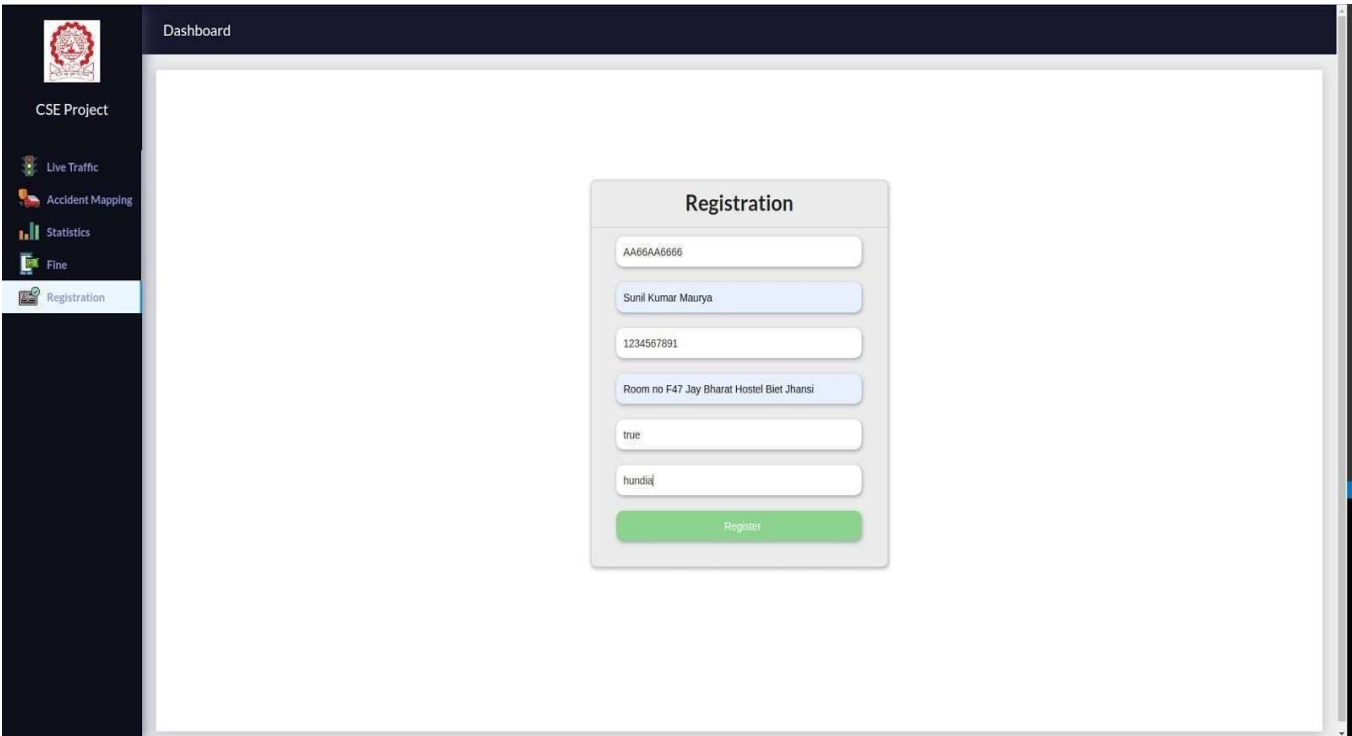 Dashboard
CSE Project
Live Traffic
Accident Mapping
Statistics
Fine
Registration
Registration
AA66AA6666
Sunil Kumar Maurya
1234567891
Room no F47 Jay Bharat Hostel Biet Jhansi
true
hundia
Register